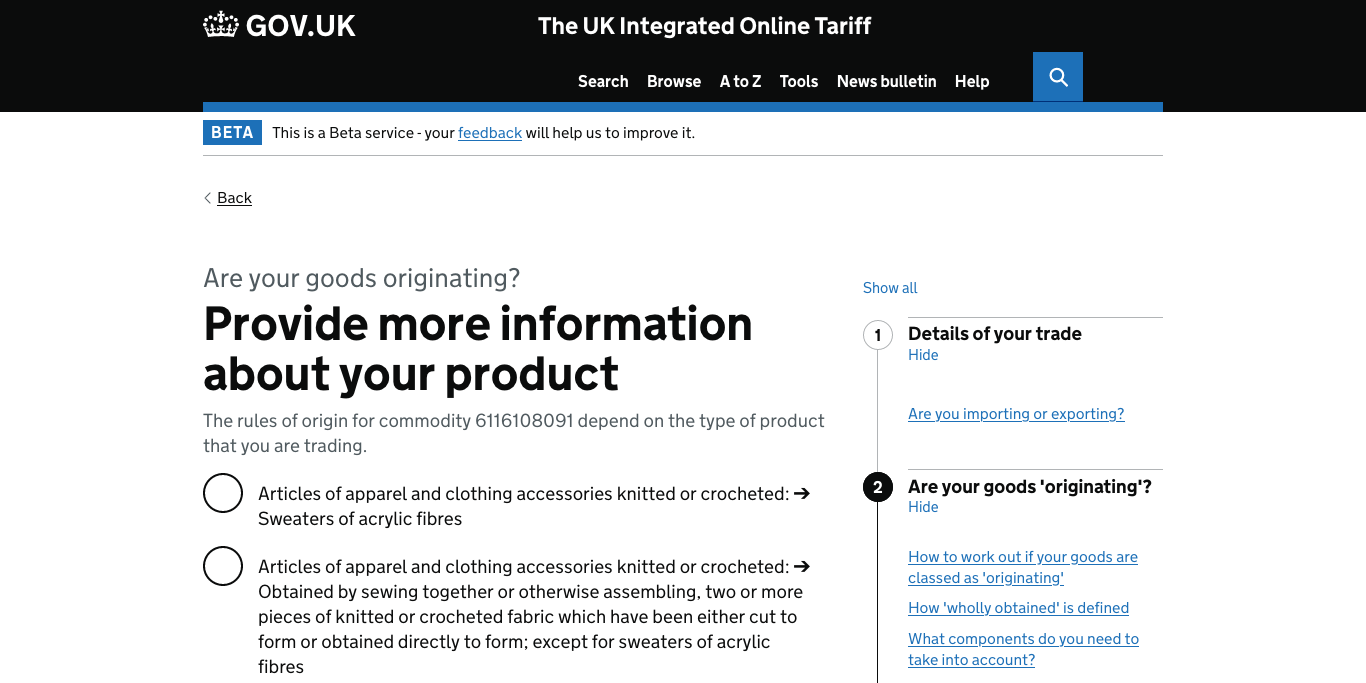 GOV.UK
The UK Integrated Online Tariff
Search Browse A to Z Tools News bulletin Help
BETA This is a Beta service - your feedback will help us to improve it.
Back
Are your goods originating?
Provide more information
about your product
The rules of origin for commodity 6116108091 depend on the type of product
that you are trading.
Articles of apparel and clothing accessories knitted or crocheted: ➔
Sweaters of acrylic fibres
Articles of apparel and clothing accessories knitted or crocheted: ➔
Obtained by sewing together or otherwise assembling, two or more
pieces of knitted or crocheted fabric which have been either cut to
form or obtained directly to form; except for sweaters of acrylic
fibres
Show all
1 Details of your trade
Hide
Are you importing or exporting?
2 Are your goods 'originating'?
Hide
How to work out if your goods are
classed as 'originating'
How 'wholly obtained' is defined
What components do you need to
take into account?